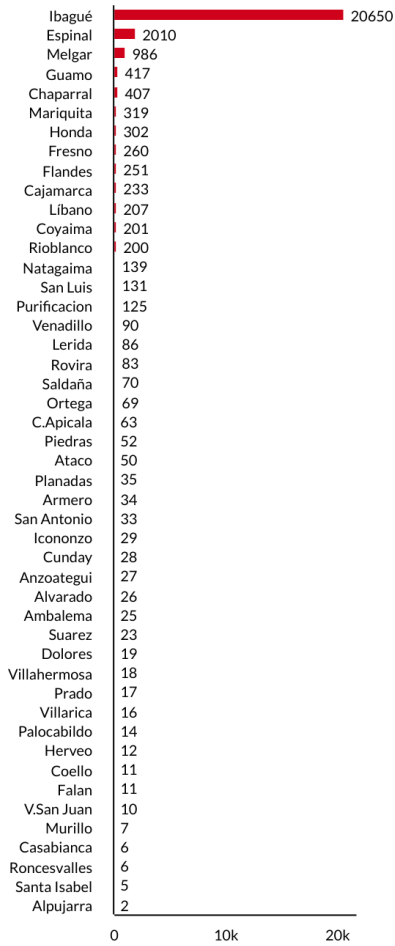 Ibagué 20650
Espinal 2010
Melgar 986
Guamo 417
Chaparral 407
Mariquita 319
Honda 302
Fresno 260
Flandes 251
Cajamarca 233
Líbano 207
Coyaima 201
Rioblanco 200
Natagaima 139
San Luis 131
Purificacion 125
Venadillo 90
Lerida 86
Rovira 83
Saldaña 70
Ortega 69
C.Apicala 63
Piedras 52
Ataco 50
Planadas 35
Armero 34
San Antonio 33
Icononzo 29
Cunday 28
Anzoategui 27
Alvarado 26
Ambalema 25
Suarez 23
Dolores 19
Villahermosa 18
Prado 17
Villarica 16
Palocabildo 14
Herveo 12
Coello 11
Falan 11
V.San Juan 10
Murillo 7
Casabianca 6
Roncesvalles 6
Santa Isabel 5
Alpujarra 2
0 10k 20k